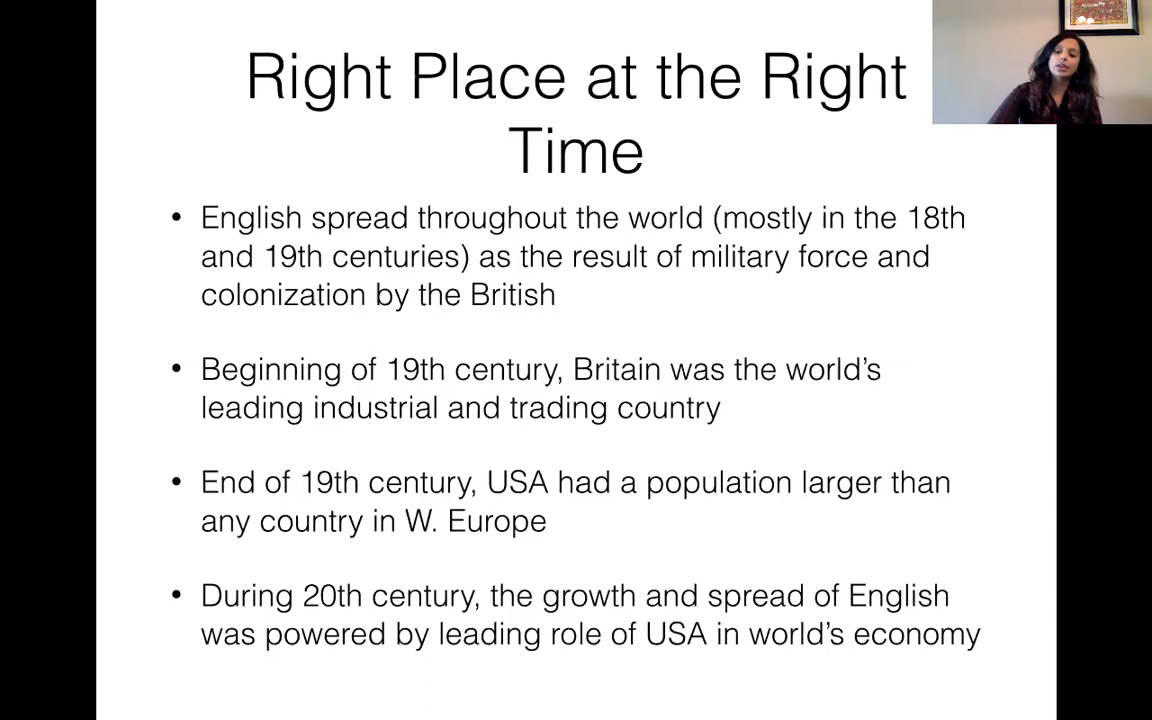 Right Place at the Right
Time
• English spread throughout the world (mostly in the 18th
and 19th centuries) as the result of military force and
colonization by the British
• Beginning of 19th century, Britain was the world’s
leading industrial and trading country
• End of 19th century, USA had a population larger than
any country in W. Europe
• During 20th century, the growth and spread of English
was powered by leading role of USA in world’s economy